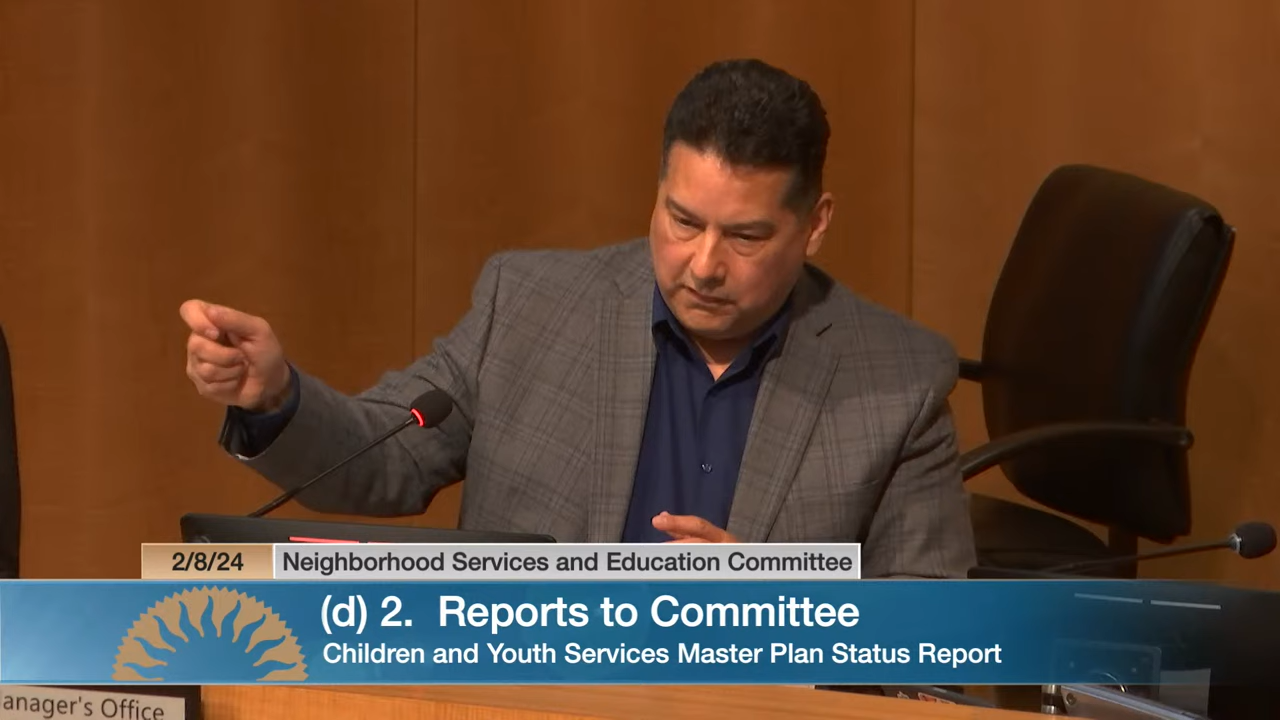 2/8/24
Neighborhood Services and Education Committee
(d) 2. Reports to Committee
Children and Youth Services Master Plan Status Report
anager's Office